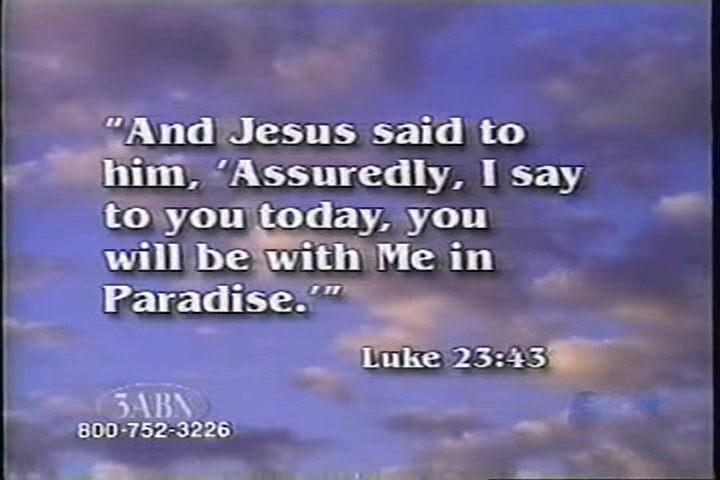 “And Jesus said to
him, ‘Assuredly, I say
to you today, you
will be with Me in
Paradise.’”
Luke 23:43
3ABN
800-752-3226